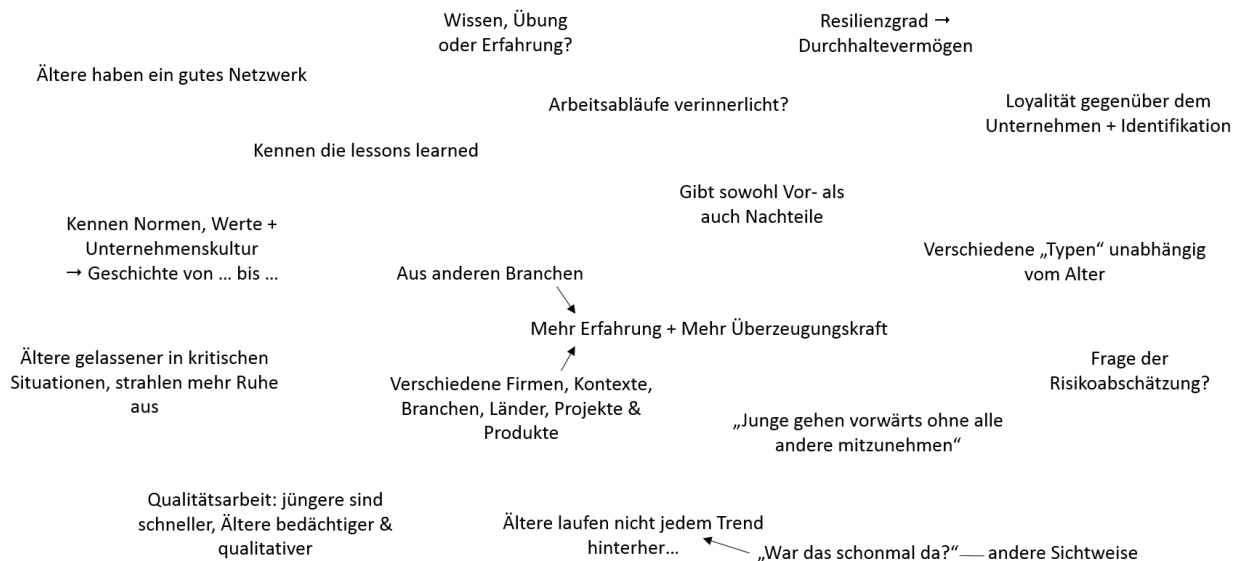 Wissen, Übung
oder Erfahrung?
Resilienzgrad →
Durchhaltevermögen
Ältere haben ein gutes Netzwerk
Arbeitsabläufe verinnerlicht?
Loyalität gegenüber dem
Unternehmen + Identifikation
Kennen die lessons learned
Gibt sowohl Vor- als
auch Nachteile
Kennen Normen, Werte +
Unternehmenskultur
→ Geschichte von ... bis ...
Verschiedene „Typen“ unabhängig
vom Alter
Aus anderen Branchen
Mehr Erfahrung + Mehr Überzeugungskraft
Ältere gelassener in kritischen
Situationen, strahlen mehr Ruhe
aus
Verschiedene Firmen, Kontexte,
Branchen, Länder, Projekte &
Produkte
Frage der
Risikoabschätzung?
„Junge gehen vorwärts ohne alle
andere mitzunehmen“
Qualitätsarbeit: jüngere sind
schneller, Ältere bedächtiger &
qualitativer
Ältere laufen nicht jedem Trend
hinterher...
„War das schonmal da?“
andere Sichtweise